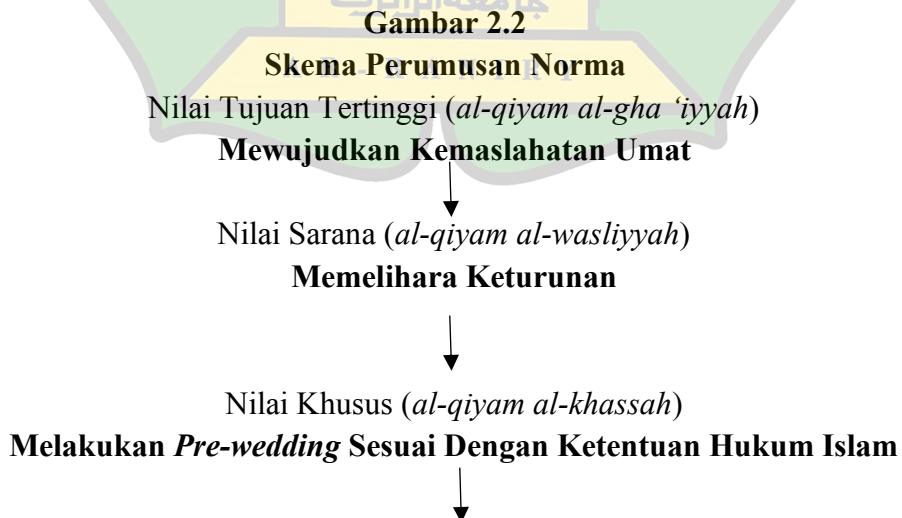 Gambar 2.2
Skema Perumusan Norma
Nilai Tujuan Tertinggi (al-qiyam al-gha ‘iyyah)
Mewujudkan Kemaslahatan Umat
Nilai Sarana (al-qiyam al-wasliyyah)
Memelihara Keturunan
Nilai Khusus (al-qiyam al-khassah)
Melakukan Pre-wedding Sesuai Dengan Ketentuan Hukum Islam